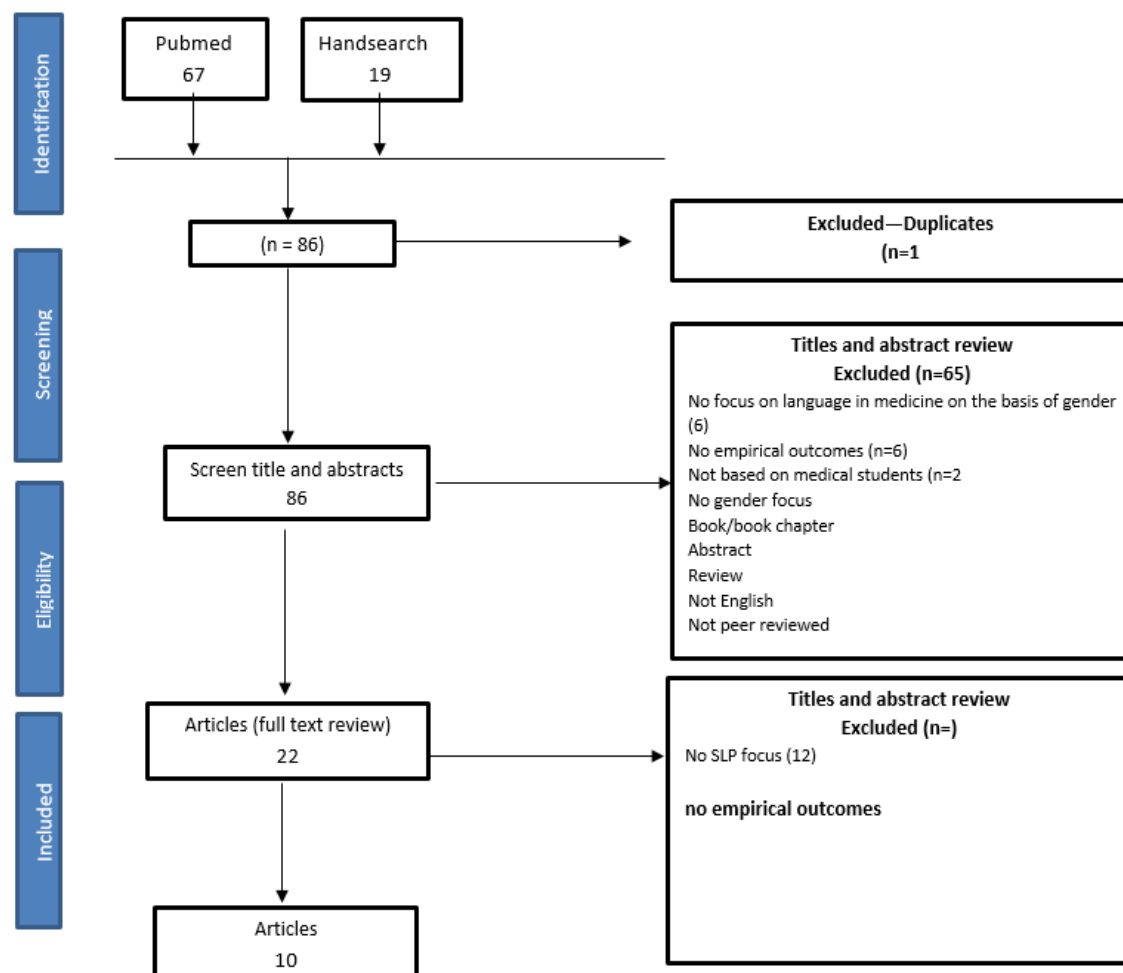 Identification
Pubmed
67
Handsearch
19
(n = 86)
Excluded—Duplicates
(n=1
Screening
Screen title and abstracts
86
Titles and abstract review
Excluded (n=65)
No focus on language in medicine on the basis of gender
(6)
No empirical outcomes (n=6)
Not based on medical students (n=2
No gender focus
Book/book chapter
Abstract
Review
Not English
Not peer reviewed
Eligibility
Articles (full text review)
22
Titles and abstract review
Excluded (n=)
No SLP focus (12)
no empirical outcomes
Included
Articles
10